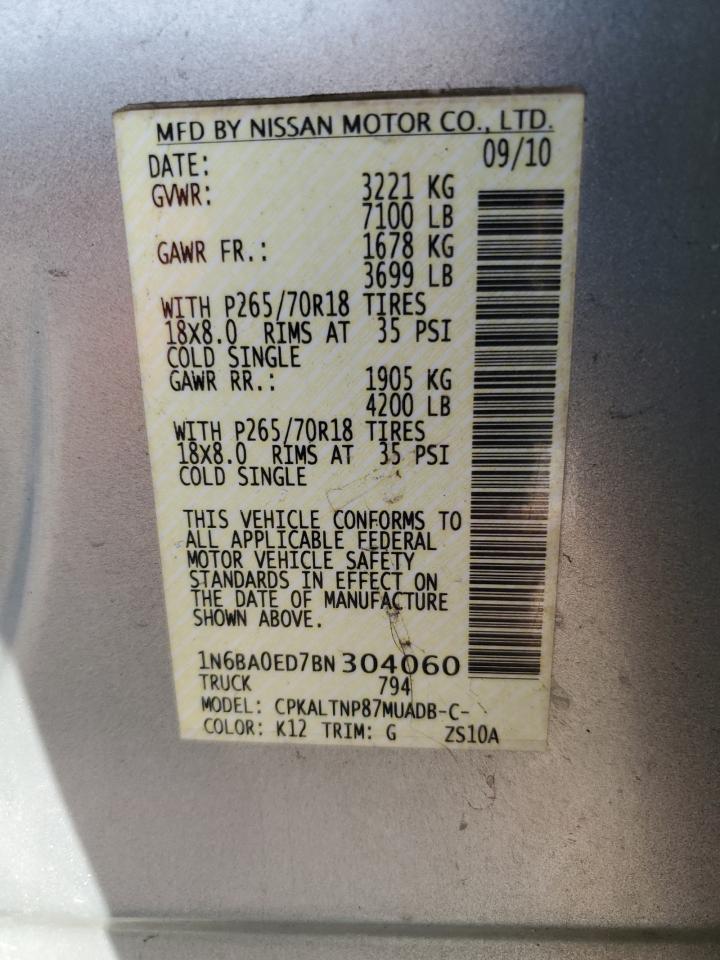 MFD BY NISSAN MOTOR CO., LTD.
DATE: 09/10
GVWR: 3221 KG
7100 LB
GAWR FR.: 1678 KG
3699 LB
WITH P265/70R18 TIRES
18X8.0 RIMS AT 35 PSI
COLD SINGLE
GAWR RR.: 1905 KG
4200 LB
WITH P265/70R18 TIRES
18X8.0 RIMS AT 35 PSI
COLD SINGLE
THIS VEHICLE CONFORMS TO
ALL APPLICABLE FEDERAL
MOTOR VEHICLE SAFETY
STANDARDS IN EFFECT ON
THE DATE OF MANUFACTURE
SHOWN ABOVE.
1N6BA0ED7BN304060
TRUCK 794
MODEL: CPKALTNP87MUADB-C-
COLOR: K12 TRIM: G ZS10A